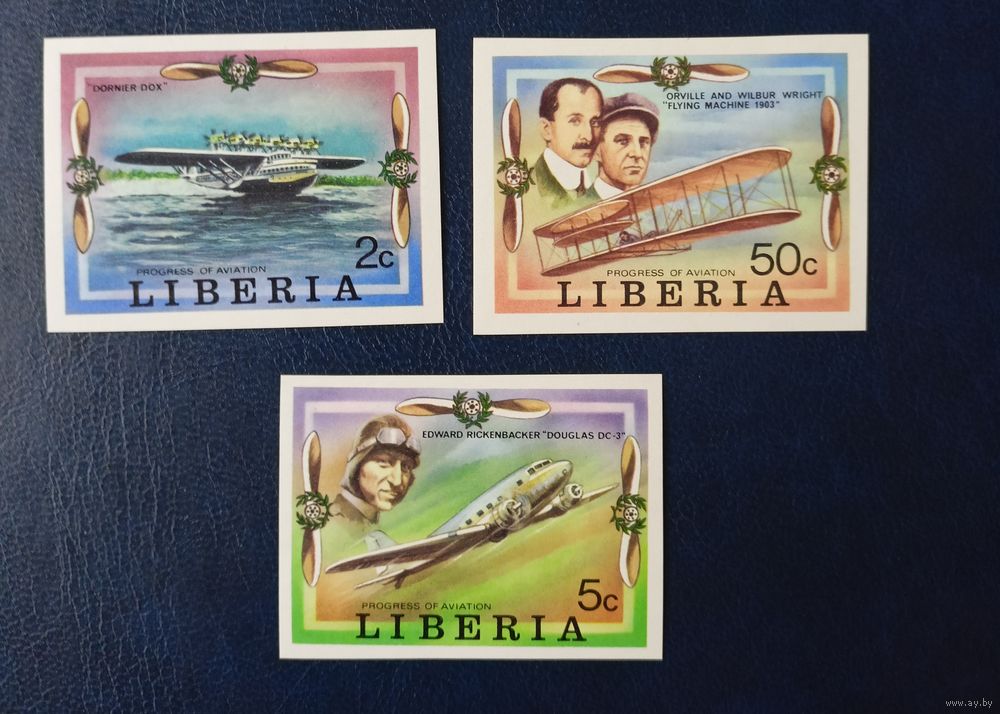 "DORNIER DOX"
2c
PROGRESS OF AVIATION
LIBERIA
ORVILLE AND WILBUR WRIGHT
"FLYING MACHINE 1903"
PROGRESS OF AVIATION
50c
LIBERIA
EDWARD RICKENBACKER "DOUGLAS DC-3"
5c
PROGRESS OF AVIATION
LIBERIA
www.ay.by